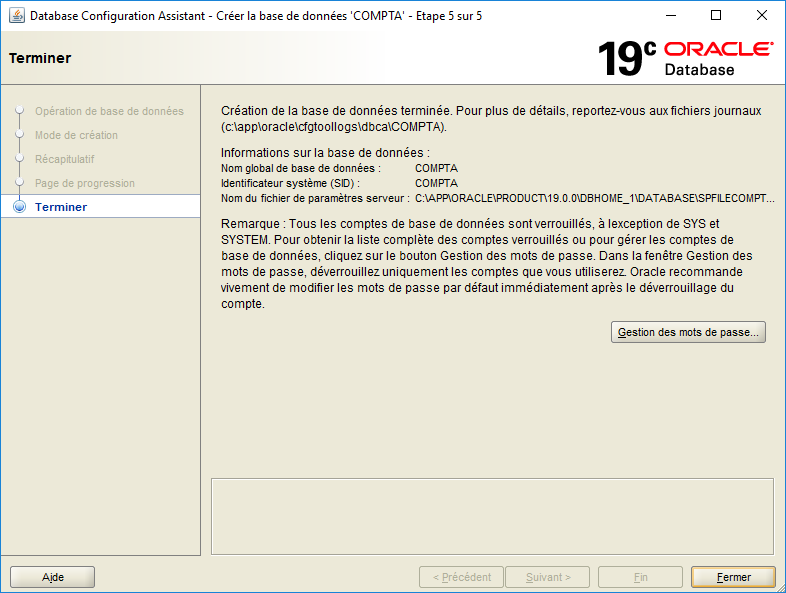 Database Configuration Assistant - Créer la base de données 'COMPTA' - Etape 5 sur 5
Terminer
19c ORACLE
Database
Opération de base de données
Mode de création
Récapitulatif
Page de progression
Terminer
Création de la base de données terminée. Pour plus de détails, reportez-vous aux fichiers journaux
(c:\app\oracle\cfgtoollogs\dbca\COMPTA).
Informations sur la base de données :
Nom global de base de données : COMPTA
Identificateur système (SID) : COMPTA
Nom du fichier de paramètres serveur : C:\APP\ORACLE\PRODUCT\19.0.0\DBHOME_1\DATABASE\SPFILECOMPT...
Remarque : Tous les comptes de base de données sont verrouillés, à lexception de SYS et
SYSTEM. Pour obtenir la liste complète des comptes verrouillés ou pour gérer les comptes de
base de données, cliquez sur le bouton Gestion des mots de passe. Dans la fenêtre Gestion des
mots de passe, déverrouillez uniquement les comptes que vous utiliserez. Oracle recommande
vivement de modifier les mots de passe par défaut immédiatement après le déverrouillage du
compte.
Gestion des mots de passe...
Aide
< Précédent
Suivant >
Fin
Fermer